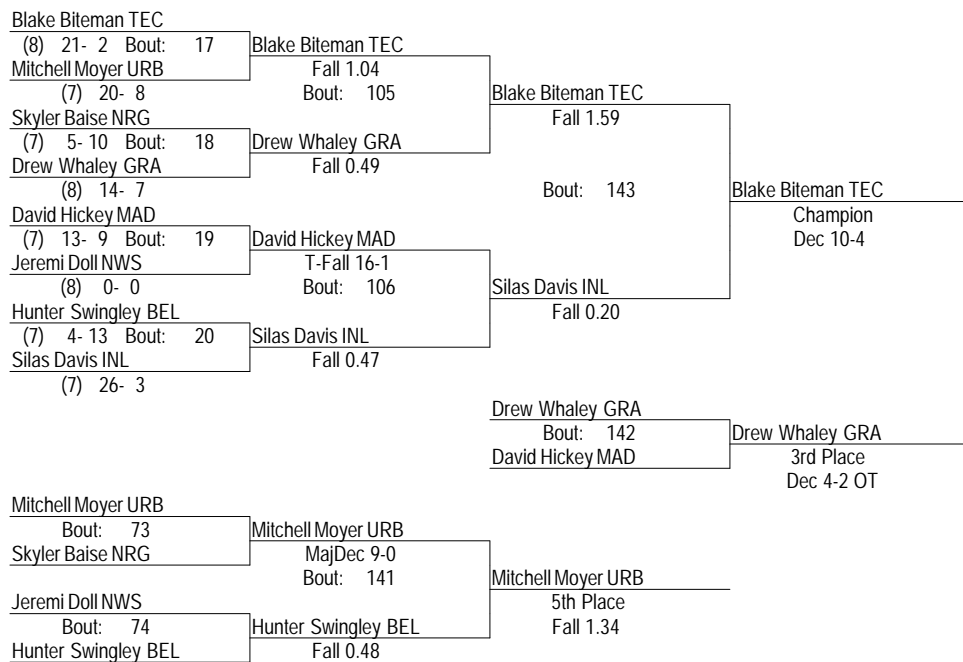 Blake Biteman TEC
(8) 21- 2 Bout: 17
Mitchell Moyer URB
(7) 20- 8
Skyler Baise NRG
(7) 5- 10 Bout: 18
Drew Whaley GRA
(8) 14- 7
David Hickey MAD
(7) 13- 9 Bout: 19
Jeremi Doll NWS
(8) 0- 0
Hunter Swingley BEL
(7) 4- 13 Bout: 20
Silas Davis INL
(7) 26- 3
Blake Biteman TEC
Fall 1.04
Bout: 105
Drew Whaley GRA
Fall 0.49
David Hickey MAD
T-Fall 16-1
Bout: 106
Silas Davis INL
Fall 0.47
Blake Biteman TEC
Fall 1.59
Bout: 143
Silas Davis INL
Fall 0.20
Blake Biteman TEC
Champion
Dec 10-4
Drew Whaley GRA
Bout: 142
David Hickey MAD
Drew Whaley GRA
3rd Place
Dec 4-2 OT
Mitchell Moyer URB
Bout: 73
Skyler Baise NRG
Jeremi Doll NWS
Bout: 74
Hunter Swingley BEL
Mitchell Moyer URB
MajDec 9-0
Bout: 141
Hunter Swingley BEL
Fall 0.48
Mitchell Moyer URB
5th Place
Fall 1.34